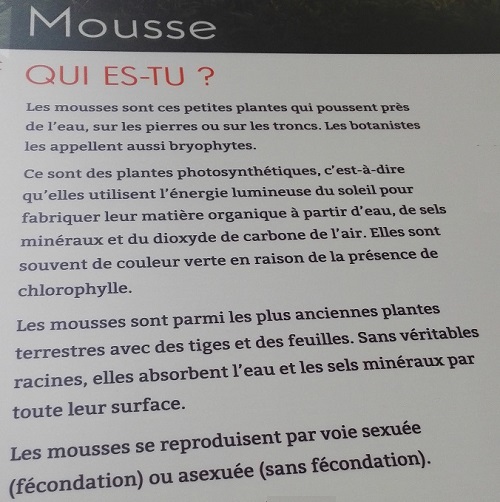 Mousse
QUI ES-TU ?
Les mousses sont ces petites plantes qui poussent près
de l'eau, sur les pierres ou sur les troncs. Les botanistes
les appellent aussi bryophytes.
Ce sont des plantes photosynthétiques, c'est-à-dire
qu'elles utilisent l'énergie lumineuse du soleil pour
fabriquer leur matière organique à partir d'eau, de sels
minéraux et du dioxyde de carbone de l'air. Elles sont
souvent de couleur verte en raison de la présence de
chlorophylle.
Les mousses sont parmi les plus anciennes plantes
terrestres avec des tiges et des feuilles. Sans véritables
racines, elles absorbent l'eau et les sels minéraux par
toute leur surface.
Les mousses se reproduisent par voie sexuée
(fécondation) ou asexuée (sans fécondation).